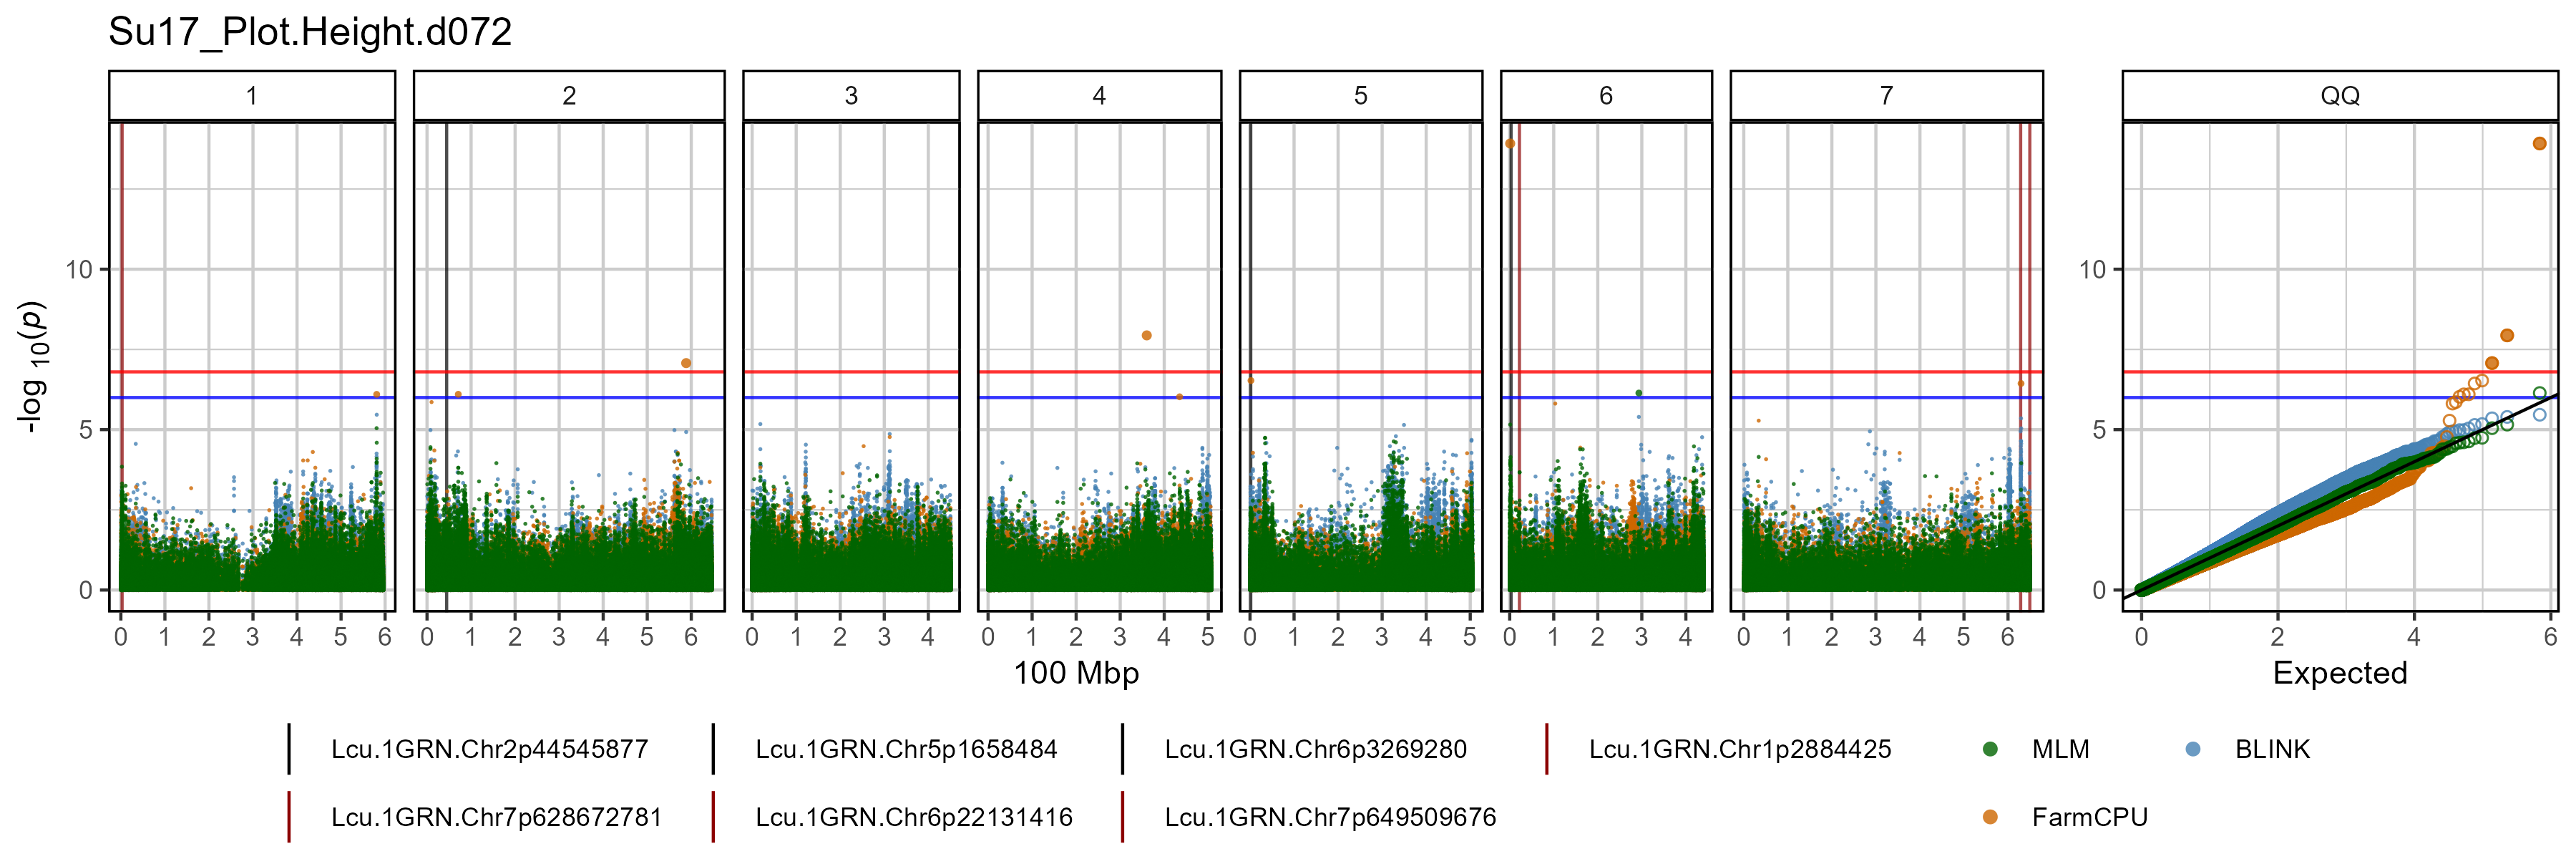 Su17_Plot.Height.d072
1 2 3 4 5 6 7 QQ
-log 10(p)
10
5
0
10
5
0
0 1 2 3 4 5 6 0 1 2 3 4 5 6 0 1 2 3 4 0 1 2 3 4 5 0 1 2 3 4 5 0 1 2 3 4 0 1 2 3 4 5 6 0 2 4 6
100 Mbp Expected
Lcu.1GRN.Chr2p44545877 Lcu.1GRN.Chr5p1658484 Lcu.1GRN.Chr6p3269280 Lcu.1GRN.Chr1p2884425 MLM BLINK
Lcu.1GRN.Chr7p628672781 Lcu.1GRN.Chr6p22131416 Lcu.1GRN.Chr7p649509676 FarmCPU